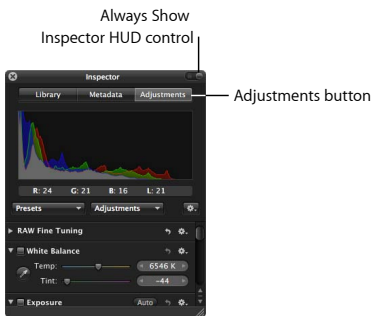 Always Show
Inspector HUD control
Inspector
Library Metadata Adjustments
Adjustments button
R: 24 G: 21 B: 16 L: 21
Presets Adjustments
RAW Fine Tuning
White Balance
Temp: 6546 K
Tint: -44
Exposure Auto